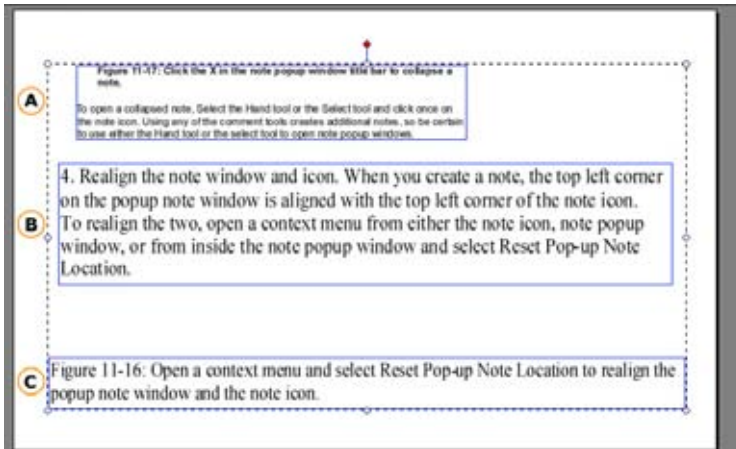 Figure 11-17: Click the X in the note popup window title bar to collapse a
note.
A
To open a collapsed note, Select the Hand tool or the Select tool and click once on
the note icon. Using any of the comment tools creates additional notes, so be certain
to use either the Hand tool or the select tool to open note popup windows.
4. Realign the note window and icon. When you create a note, the top left corner
on the popup note window is aligned with the top left corner of the note icon.
B
To realign the two, open a context menu from either the note icon, note popup
window, or from inside the note popup window and select Reset Pop-up Note
Location.
C
Figure 11-16: Open a context menu and select Reset Pop-up Note Location to realign the
popup note window and the note icon.